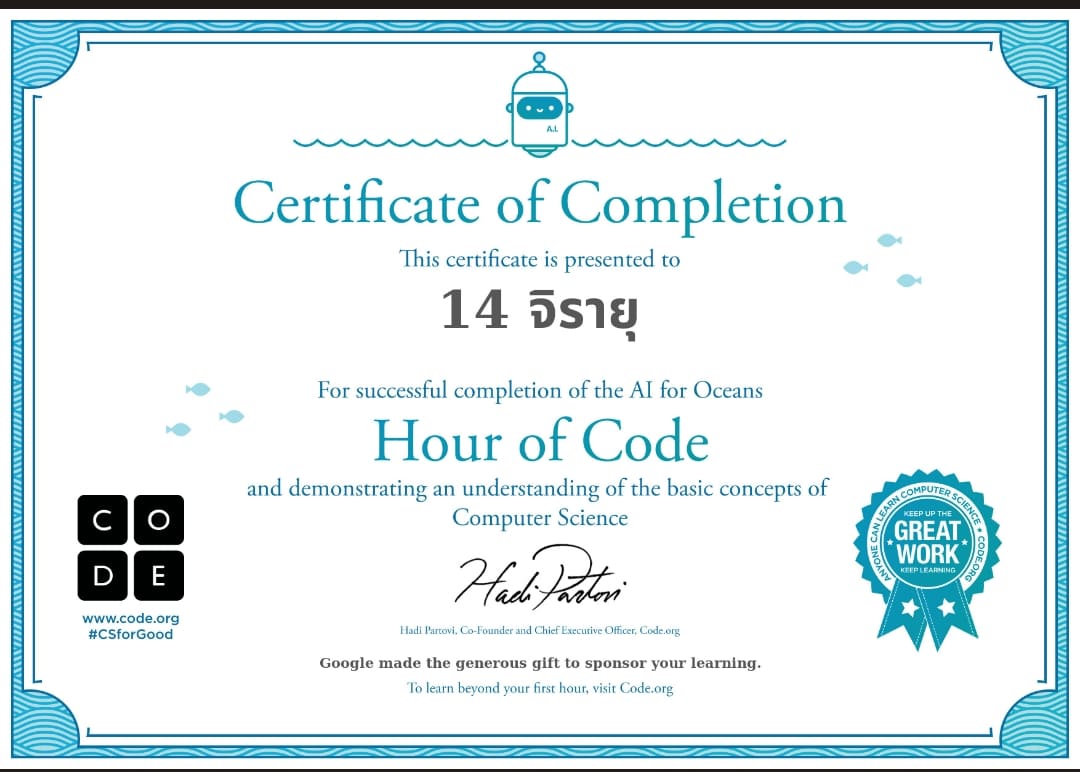 A.I.
Certificate of Completion
This certificate is presented to
14 จิรายุ
For successful completion of the AI for Oceans
Hour of Code
and demonstrating an understanding of the basic concepts of
Computer Science
C O
D E
www.code.org
#CSforGood
ANYONE CAN LEARN COMPUTER SCIENCE ★ CODE.ORG
KEEP UP THE
GREAT
WORK
KEEP LEARNING
Hadi Partovi
Hadi Partovi, Co-Founder and Chief Executive Officer, Code.org
Google made the generous gift to sponsor your learning.
To learn beyond your first hour, visit Code.org